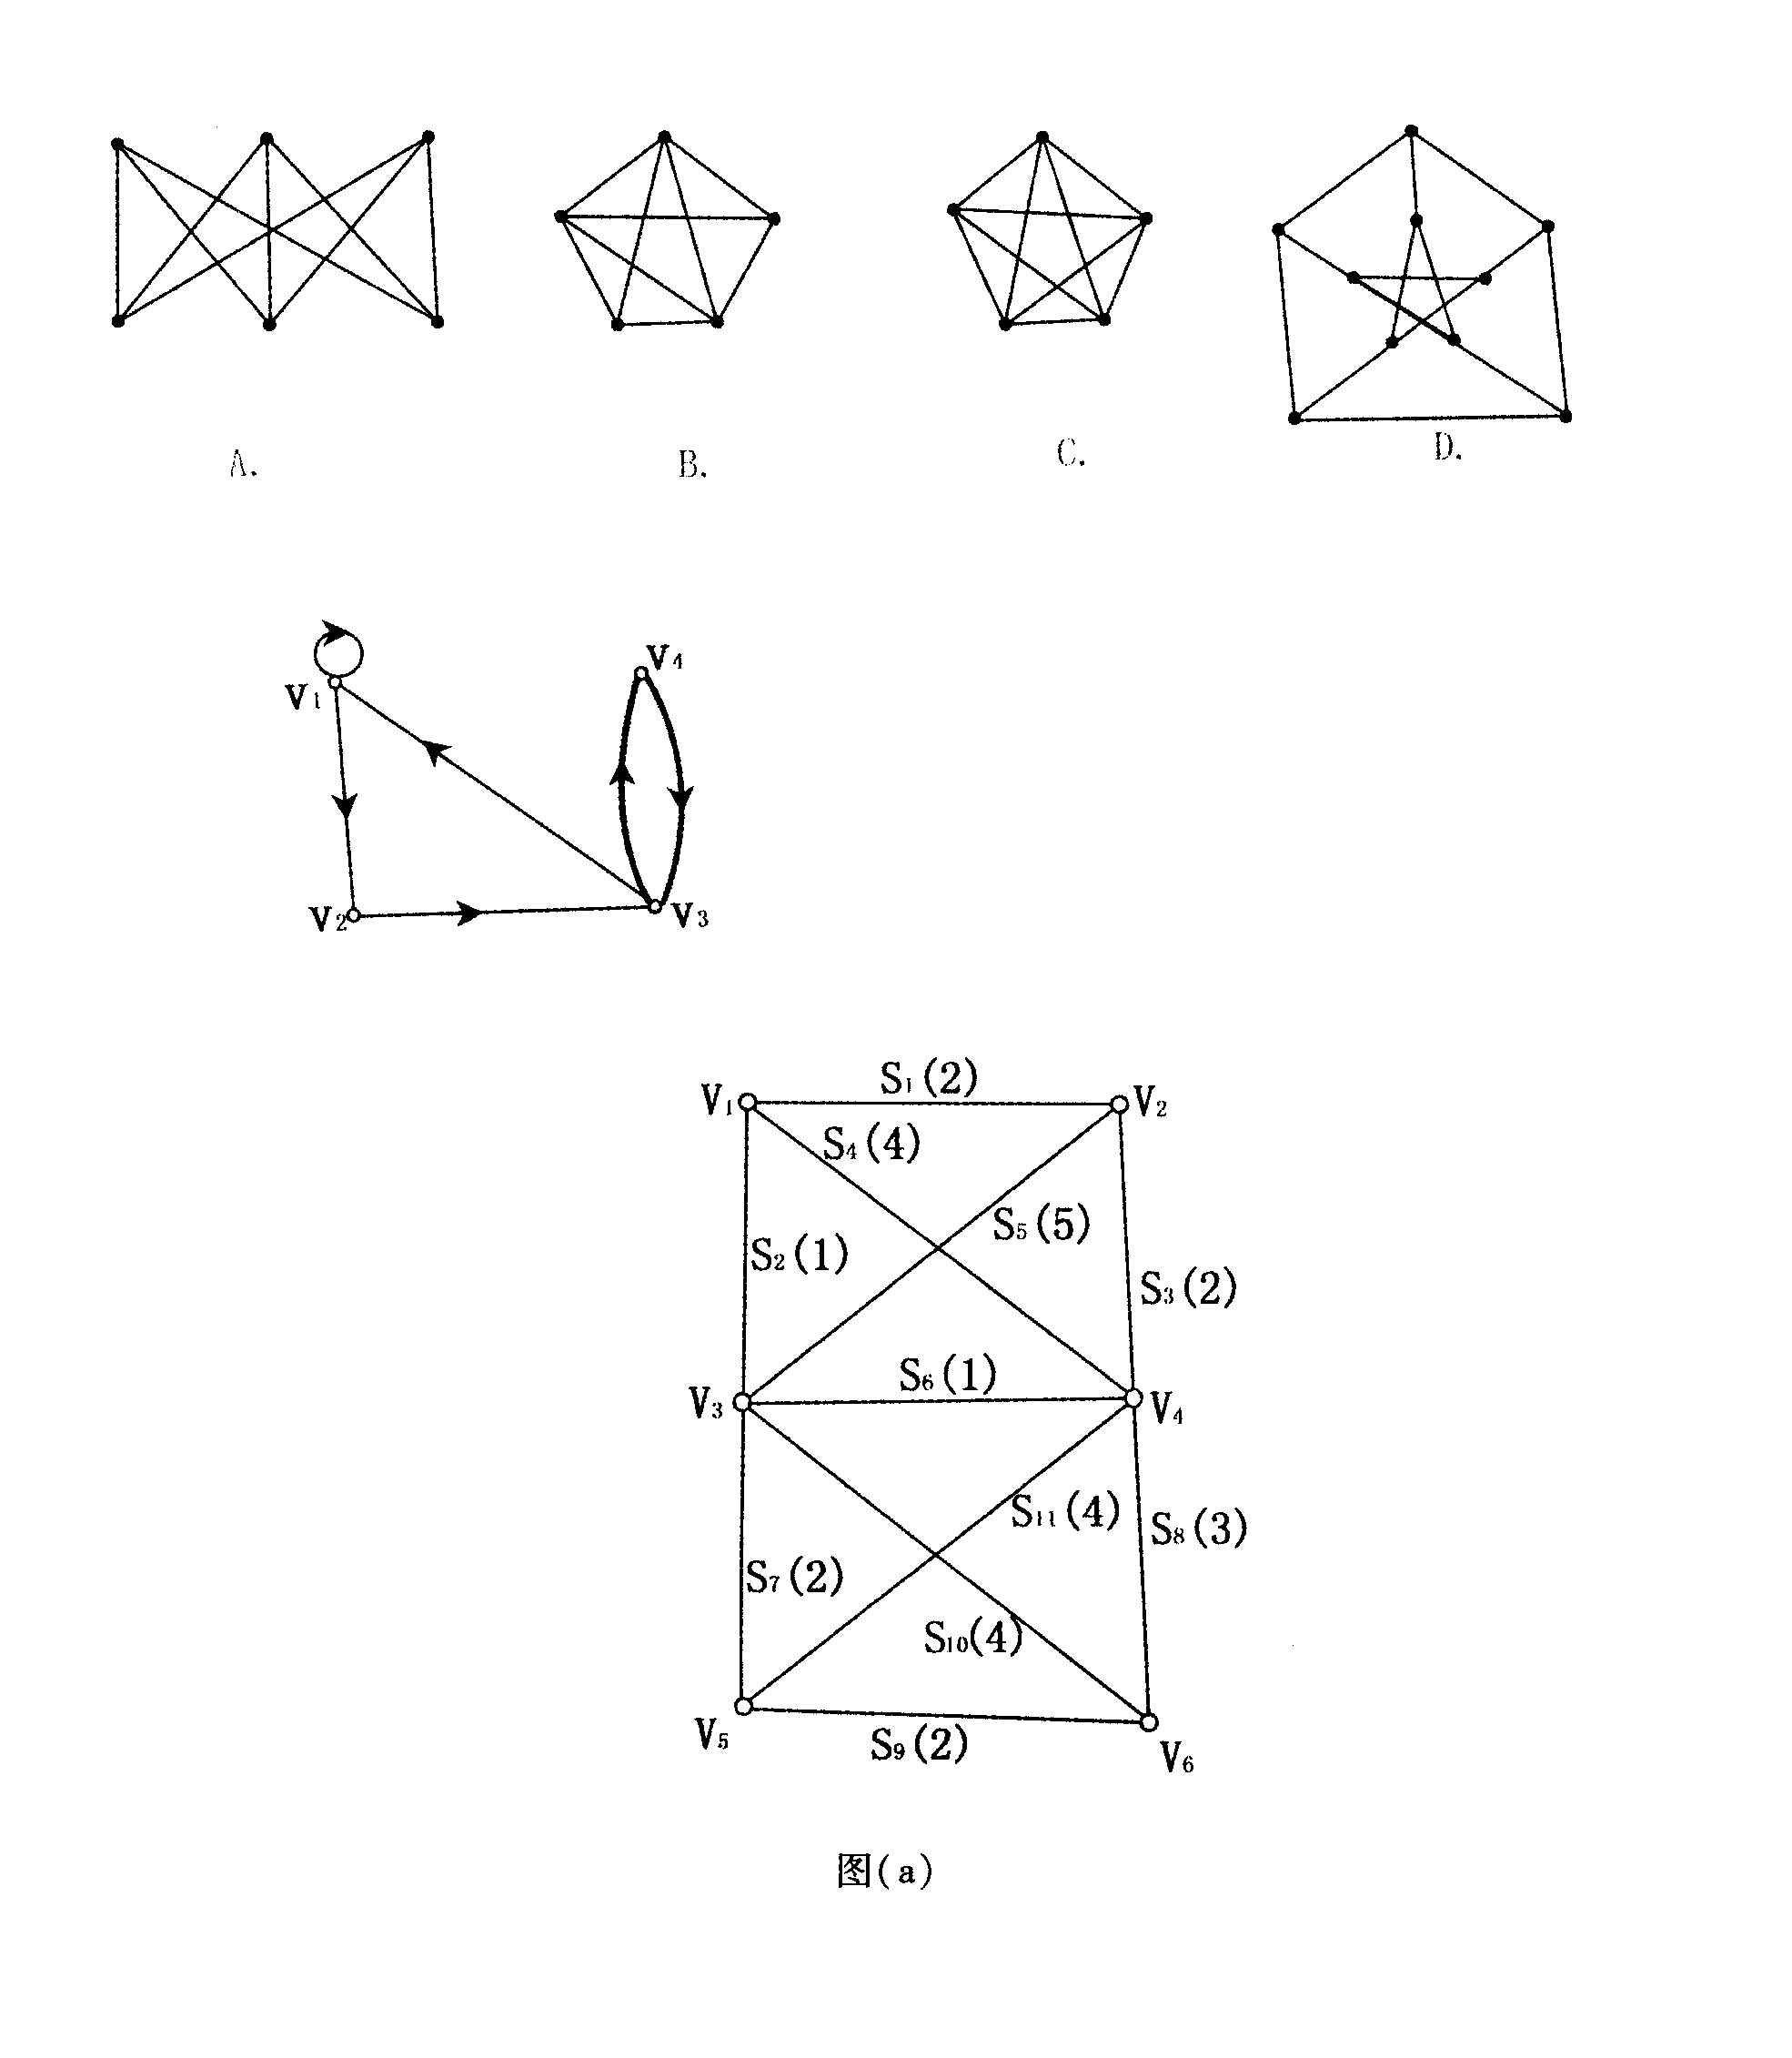 A. B. C. D.
V₁ V₄
V₂ V₃
V₁ S₁(2) V₂
S₄(4)
S₅(5)
S₂(1)
S₃(2)
S₆(1)
V₃ V₄
S₁₁(4)
S₈(3)
S₇(2)
S₁₀(4)
V₅ S₉(2) V₆
图(a)